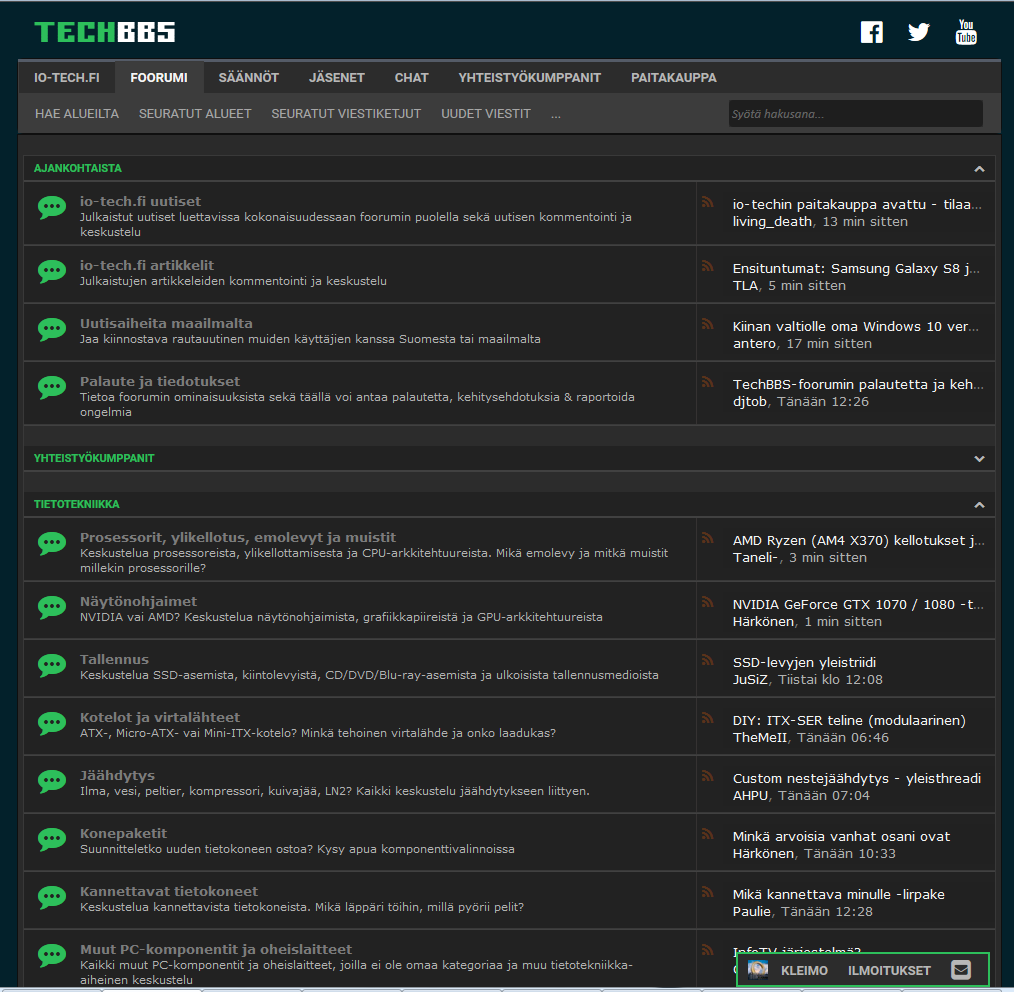 TECHBBS
You
Tube
IO-TECH.FI
FOORUMI
SÄÄNNÖT
JÄSENET
CHAT
YHTEISTYÖKUMPPANIT
PAITAKAUPPA
HAE ALUEILTA
SEURATUT ALUEET
SEURATUT VIESTIKETJUT
UUDET VIESTIT
...
Syötä hakusana...
AJANKOHTAISTA
io-tech.fi uutiset
Julkaistut uutiset luettavissa kokonaisuudessaan foorumin puolella sekä uutisen kommentointi ja
keskustelu
io-techin paitakauppa avattu - tilaa...
living_death, 13 min sitten
io-tech.fi artikkelit
Julkaistujen artikkeleiden kommentointi ja keskustelu
Ensituntumat: Samsung Galaxy S8 j...
TLA, 5 min sitten
Uutisaiheita maailmalta
Jaa kiinnostava rautauutinen muiden käyttäjien kanssa Suomesta tai maailmalta
Kiinan valtiolle oma Windows 10 ver...
antero, 17 min sitten
Palaute ja tiedotukset
Tietoa foorumin ominaisuuksista sekä täällä voi antaa palautetta, kehitysehdotuksia & raportoida
ongelmia
TechBBS-foorumin palautetta ja keh...
djtob, Tänään 12:26
YHTEISTYÖKUMPPANIT
TIETOTEKNIIKKA
Prosessorit, ylikellotus, emolevyt ja muistit
Keskustelua prosessoreista, ylikellottamisesta ja CPU-arkkitehtuureista. Mikä emolevy ja mitkä muistit
millekin prosessorille?
AMD Ryzen (AM4 X370) kellotukset j...
Taneli-, 3 min sitten
Näytönohjaimet
NVIDIA vai AMD? Keskustelua näytönohjaimista, grafiikkapiireistä ja GPU-arkkitehtuureista
NVIDIA GeForce GTX 1070 / 1080 -t...
Härkönen, 1 min sitten
Tallennus
Keskustelua SSD-asemista, kiintolevyistä, CD/DVD/Blu-ray-asemista ja ulkoisista tallennusmedioista
SSD-levyjen yleistriidi
JuSiZ, Tiistai klo 12:08
Kotelot ja virtalähteet
ATX-, Micro-ATX- vai Mini-ITX-kotelo? Minkä tehoinen virtalähde ja onko laadukas?
DIY: ITX-SER teline (modulaarinen)
TheMeII, Tänään 06:46
Jäähdytys
Ilma, vesi, peltier, kompressori, kuivajää, LN2? Kaikki keskustelu jäähdytykseen liittyen.
Custom nestejäähdytys - yleisthreadi
AHPU, Tänään 07:04
Konepaketit
Suunnitteletko uuden tietokoneen ostoa? Kysy apua komponenttivalinnoissa
Minkä arvoisia vanhat osani ovat
Härkönen, Tänään 10:33
Kannettavat tietokoneet
Keskustelua kannettavista tietokoneista. Mikä läppäri töihin, millä pyörii pelit?
Mikä kannettava minulle -lirpake
Paulie, Tänään 12:28
Muut PC-komponentit ja oheislaitteet
Kaikki muut PC-komponentit ja oheislaitteet, joilla ei ole omaa kategoriaa ja muu tietotekniikka-
aiheinen keskustelu
InfoTV järjestelmä?
KLEIMO
ILMOITUKSET